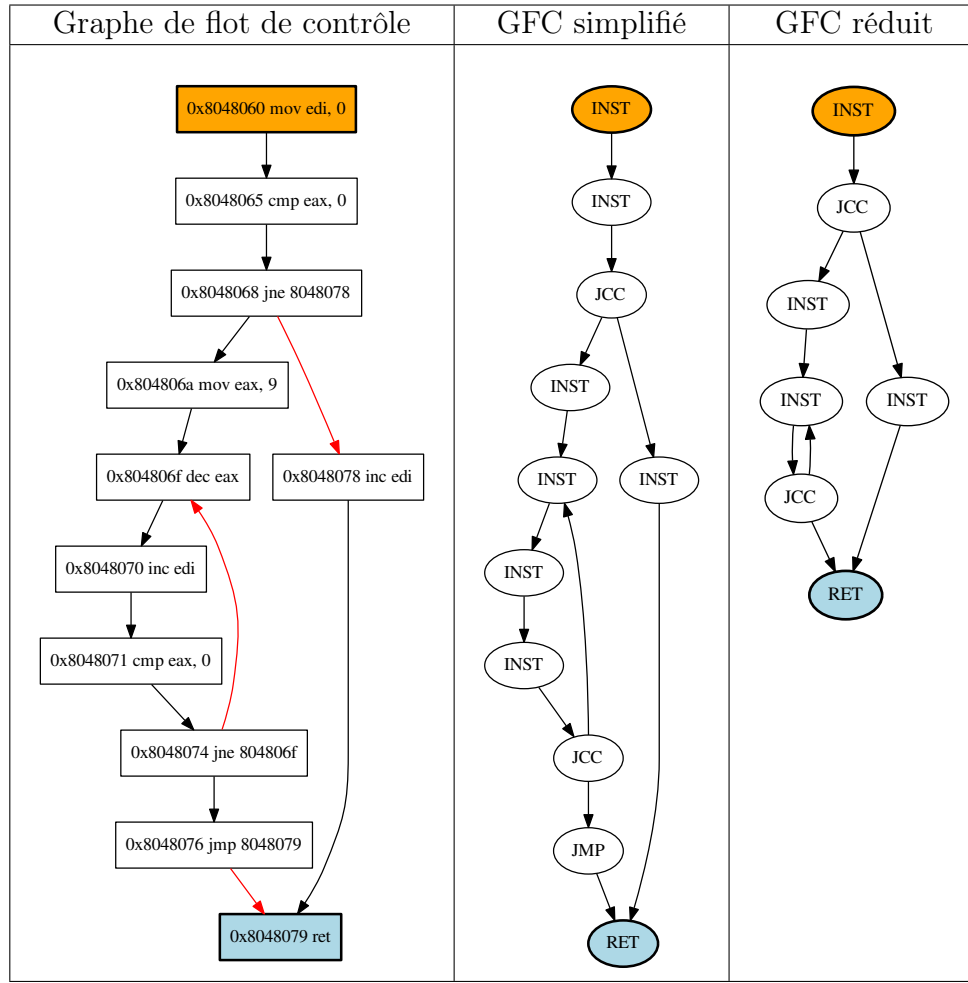 Graphe de flot de contrôle
0x8048060 mov edi, 0
0x8048065 cmp eax, 0
0x8048068 jne 8048078
0x804806a mov eax, 9
0x804806f dec eax
0x8048078 inc edi
0x8048070 inc edi
0x8048071 cmp eax, 0
0x8048074 jne 804806f
0x8048076 jmp 8048079
0x8048079 ret
GFC simplifié
INST
INST
JCC
INST
INST
INST
INST
INST
JCC
JMP
RET
GFC réduit
INST
JCC
INST
INST
INST
JCC
RET